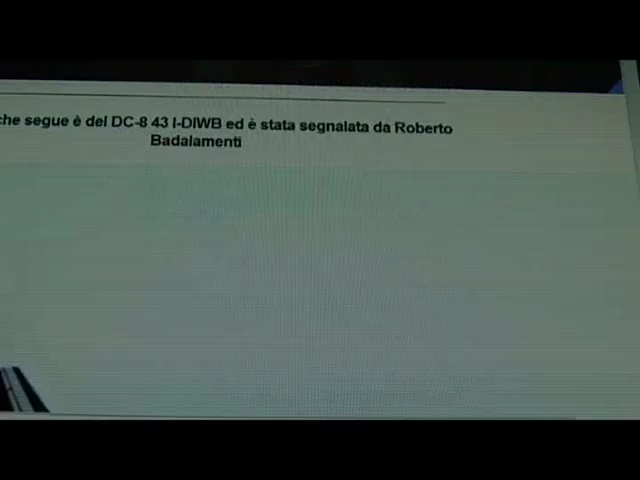 che segue è del DC-8 43 I-DIWB ed è stata segnalata da Roberto
Badalamenti